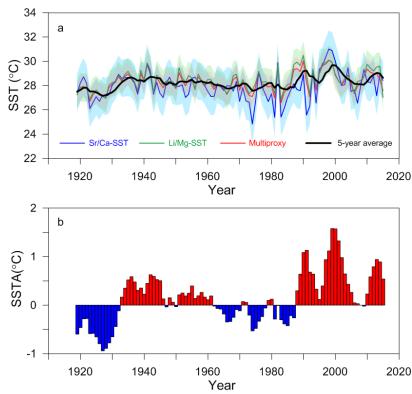 a
34
32
30
28
26
24
22
SST (°C)
Sr/Ca-SST Li/Mg-SST Multiproxy 5-year average
1920 1940 1960 1980 2000 2020
Year
b
2
1
0
-1
SSTA(°C)
1920 1940 1960 1980 2000 2020
Year